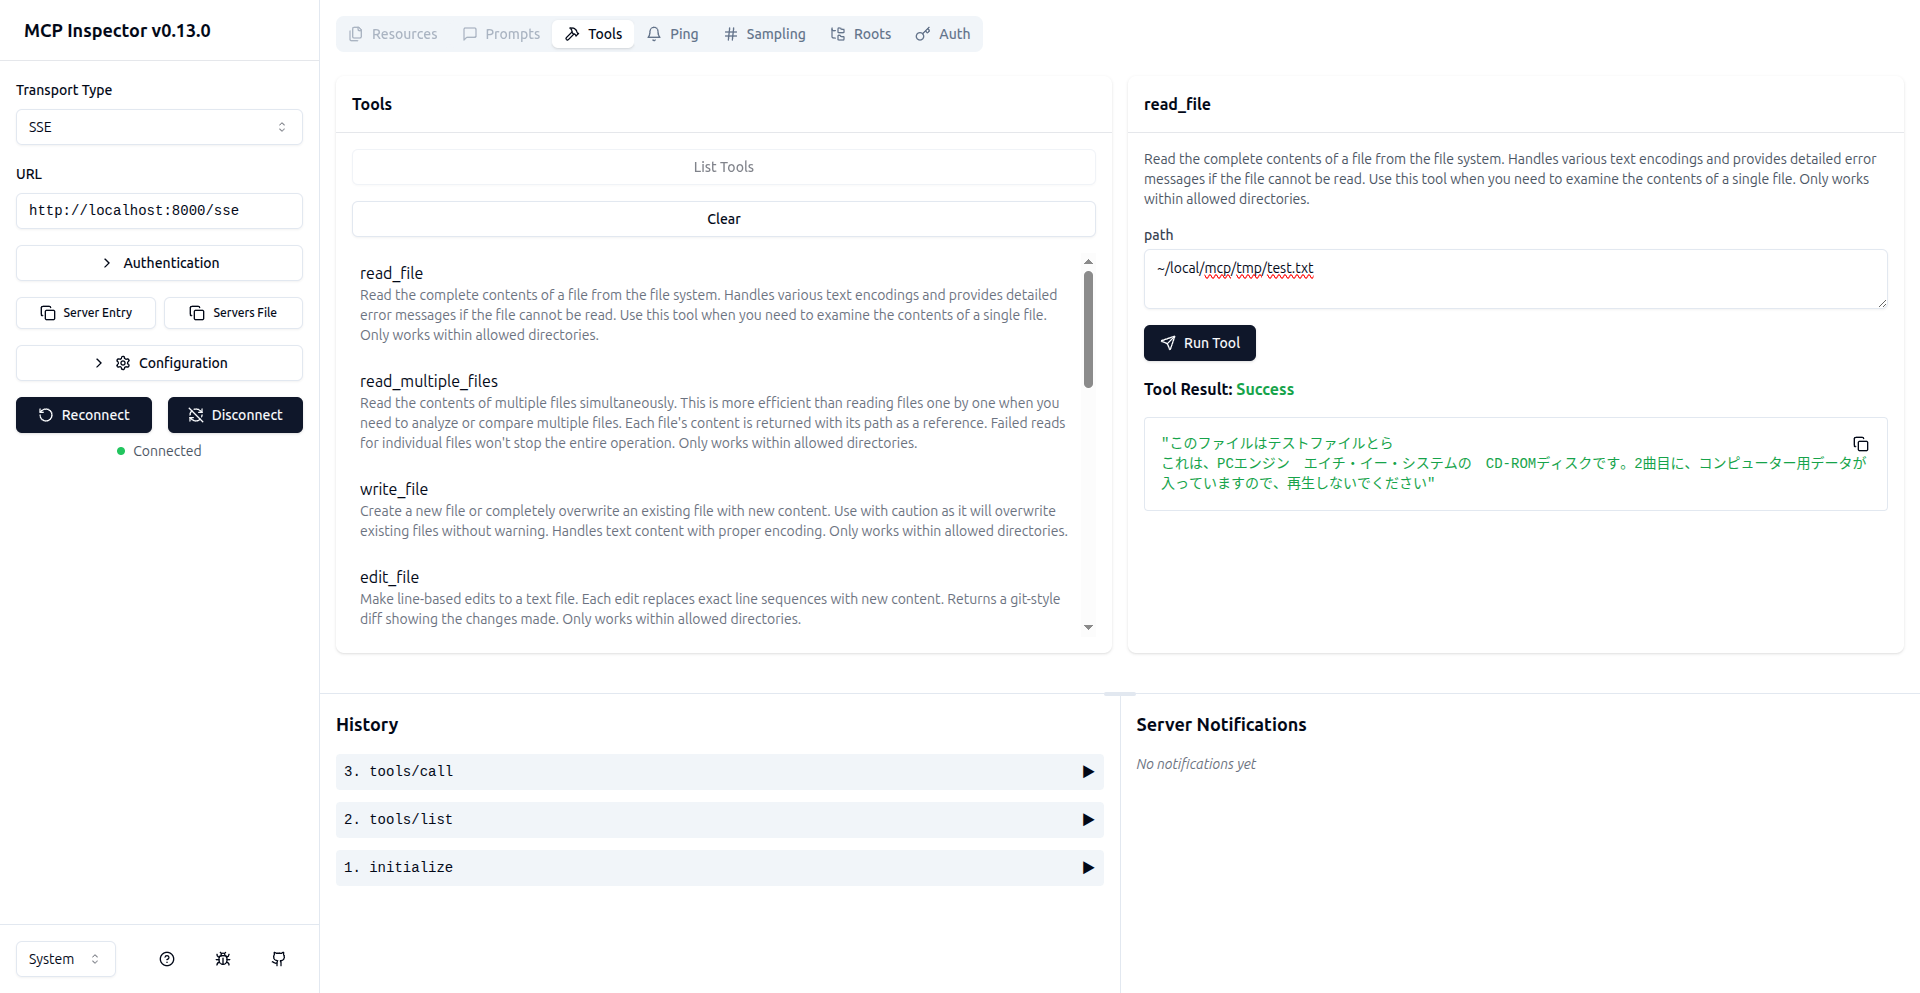 MCP Inspector v0.13.0
Transport Type
SSE
URL
http://localhost:8000/sse
Authentication
Server Entry
Servers File
Configuration
Reconnect
Disconnect
Connected
System
Resources
Prompts
Tools
Ping
Sampling
Roots
Auth
Tools
List Tools
Clear
read_file
Read the complete contents of a file from the file system. Handles various text encodings and provides detailed
error messages if the file cannot be read. Use this tool when you need to examine the contents of a single file.
Only works within allowed directories.
read_multiple_files
Read the contents of multiple files simultaneously. This is more efficient than reading files one by one when you
need to analyze or compare multiple files. Each file's content is returned with its path as a reference. Failed reads
for individual files won't stop the entire operation. Only works within allowed directories.
write_file
Create a new file or completely overwrite an existing file with new content. Use with caution as it will overwrite
existing files without warning. Handles text content with proper encoding. Only works within allowed directories.
edit_file
Make line-based edits to a text file. Each edit replaces exact line sequences with new content. Returns a git-style
diff showing the changes made. Only works within allowed directories.
read_file
Read the complete contents of a file from the file system. Handles various text encodings and provides detailed error
messages if the file cannot be read. Use this tool when you need to examine the contents of a single file. Only works
within allowed directories.
path
~/local/mcp/tmp/test.txt
Run Tool
Tool Result: Success
"このファイルはテストファイルとら
これは、PCエンジン　エイチ・イー・システムの　CD-ROMディスクです。2曲目に、コンピューター用データが
入っていますので、再生しないでください"
History
3. tools/call
2. tools/list
1. initialize
Server Notifications
No notifications yet